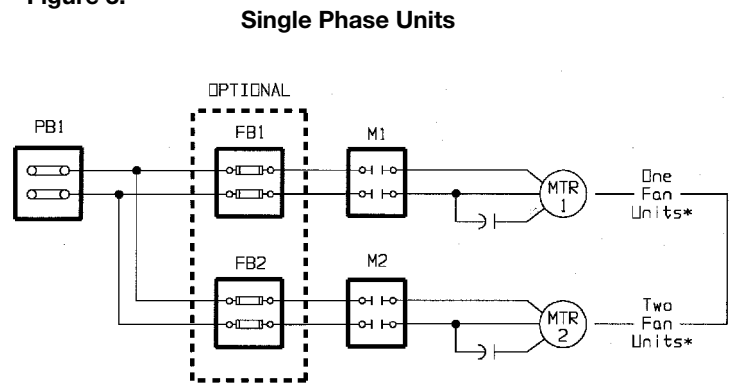 Figure 3.
Single Phase Units
OPTIONAL
PB1
FB1
M1
MTR
1
One
Fan
Units*
FB2
M2
MTR
2
Two
Fan
Units*